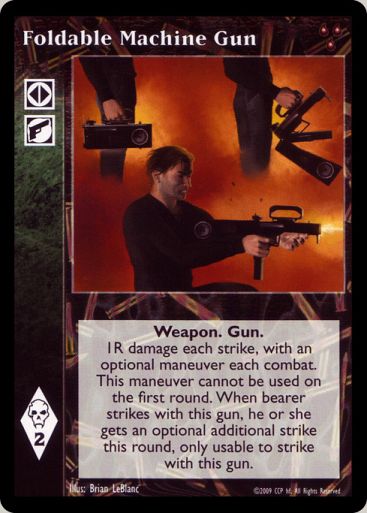 Foldable Machine Gun
Weapon. Gun.
1R damage each strike, with an
optional maneuver each combat.
This maneuver cannot be used on
the first round. When bearer
strikes with this gun, he or she
gets an optional additional strike
this round, only usable to strike
with this gun.
2
Illus: Brian LeBlanc
©2009 CCP hf. All Rights Reserved.